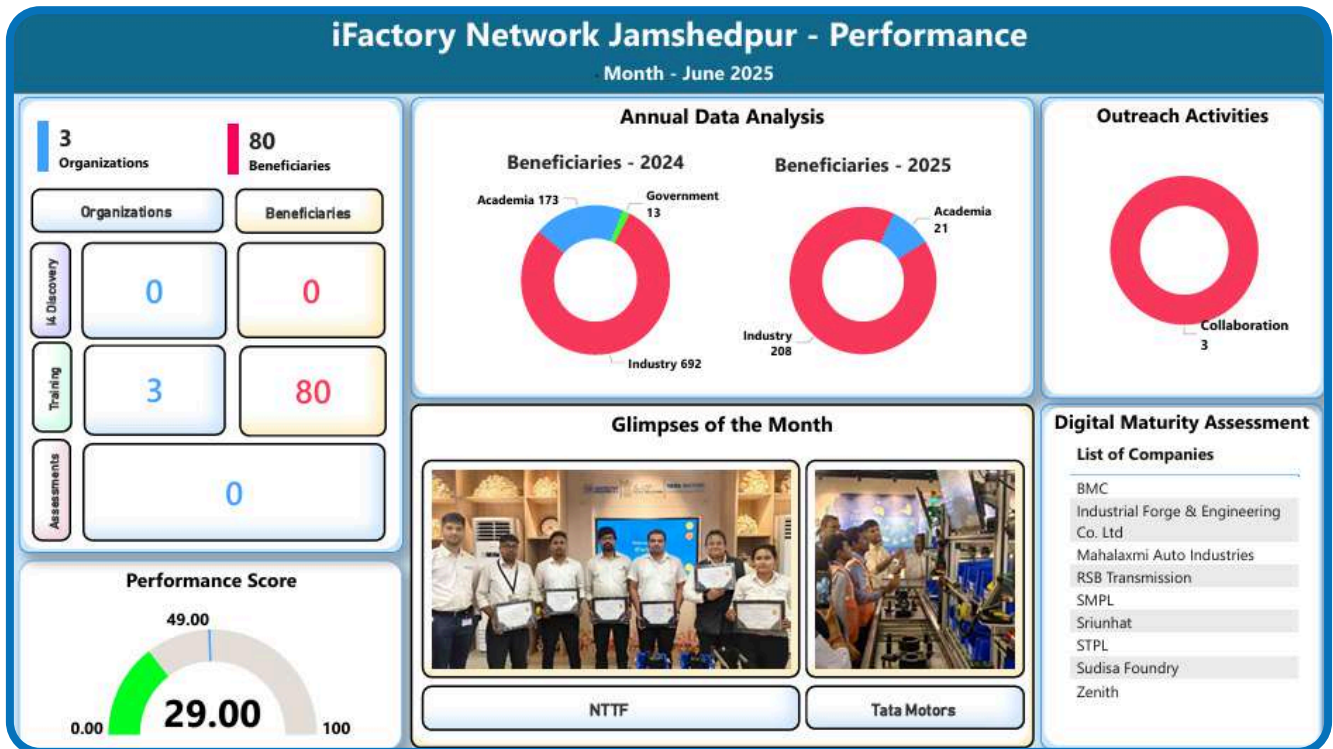 iFactory Network Jamshedpur - Performance
Month - June 2025
3
Organizations
80
Beneficiaries
Organizations
Beneficiaries
I4 Discovery
0
0
Training
3
80
Assessments
0
Performance Score
49.00
0.00
29.00
100
Annual Data Analysis
Beneficiaries - 2024
Academia 173
Government
13
Industry 692
Beneficiaries - 2025
Academia
21
Industry
208
Outreach Activities
Collaboration
3
Glimpses of the Month
NTTF
Tata Motors
Digital Maturity Assessment
List of Companies
BMC
Industrial Forge & Engineering
Co. Ltd
Mahalaxmi Auto Industries
RSB Transmission
SMPL
Sriunhat
STPL
Sudisa Foundry
Zenith